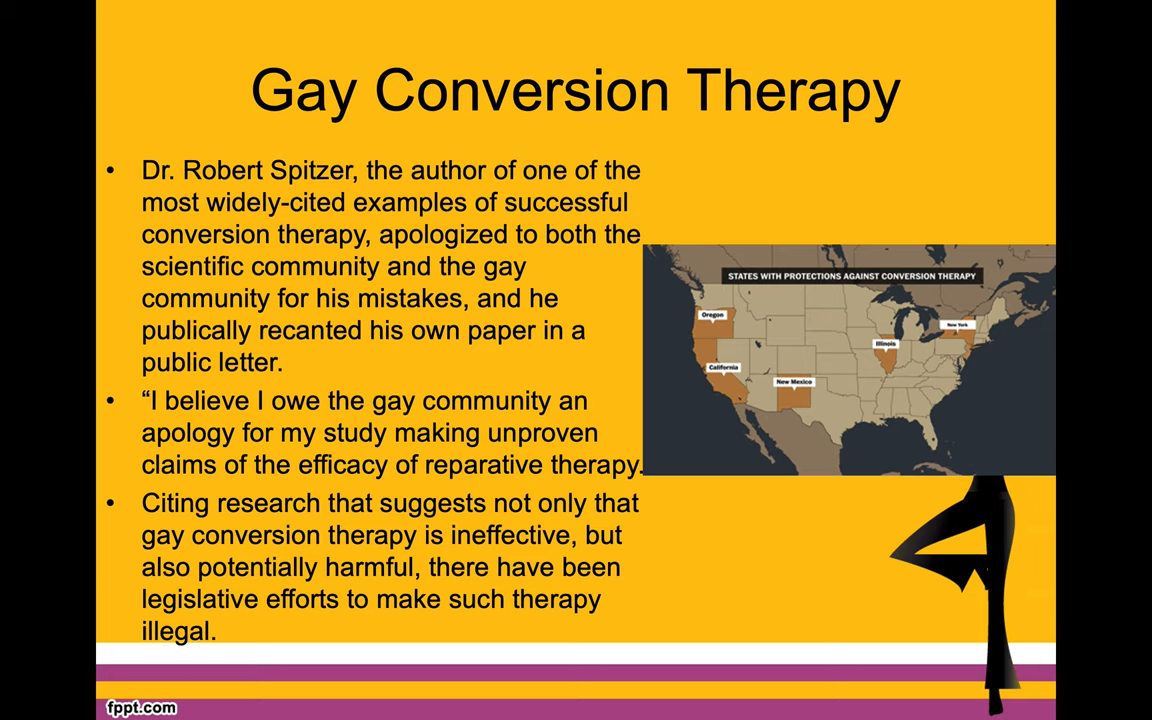 Gay Conversion Therapy
• Dr. Robert Spitzer, the author of one of the
most widely-cited examples of successful
conversion therapy, apologized to both the
scientific community and the gay
community for his mistakes, and he
publically recanted his own paper in a
public letter.
• “I believe I owe the gay community an
apology for my study making unproven
claims of the efficacy of reparative therapy.
• Citing research that suggests not only that
gay conversion therapy is ineffective, but
also potentially harmful, there have been
legislative efforts to make such therapy
illegal.
STATES WITH PROTECTIONS AGAINST CONVERSION THERAPY
Oregon
New York
Illinois
California
New Mexico
fppt.com